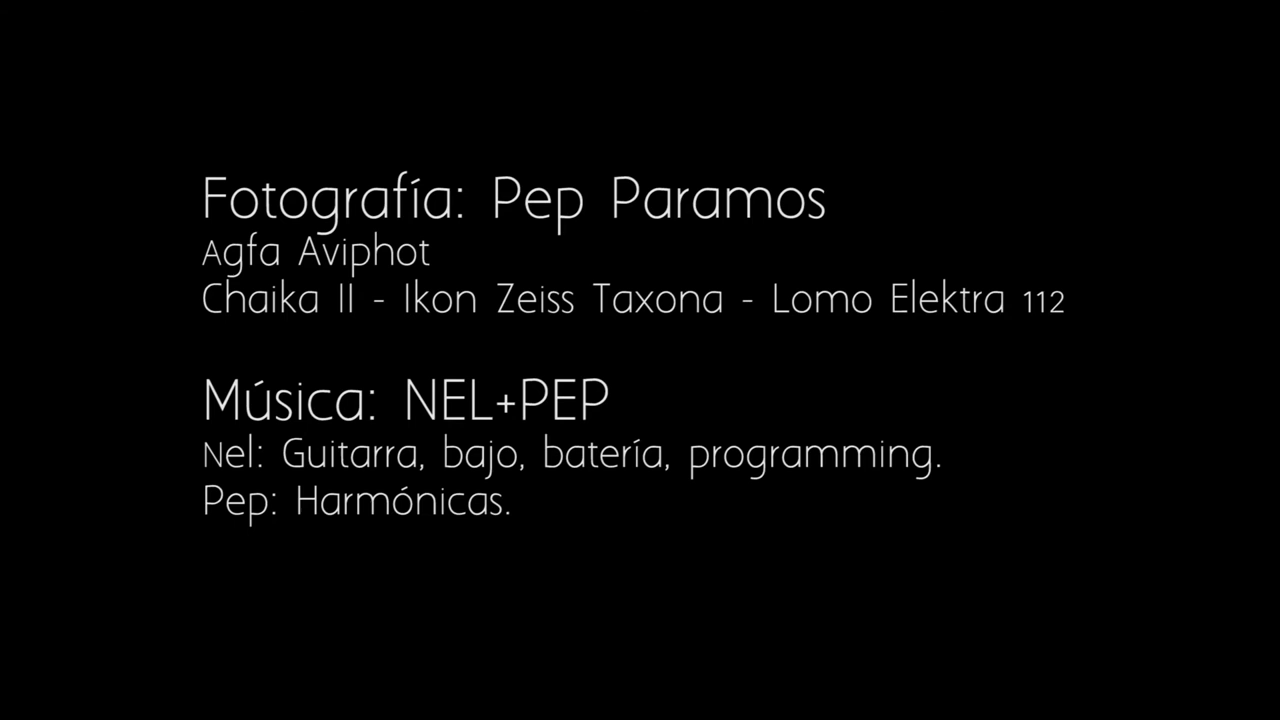 Fotografía: Pep Paramos
Agfa Aviphot
Chaika II - Ikon Zeiss Taxona - Lomo Elektra 112
Música: NEL+PEP
Nel: Guitarra, bajo, batería, programming.
Pep: Harmónicas.